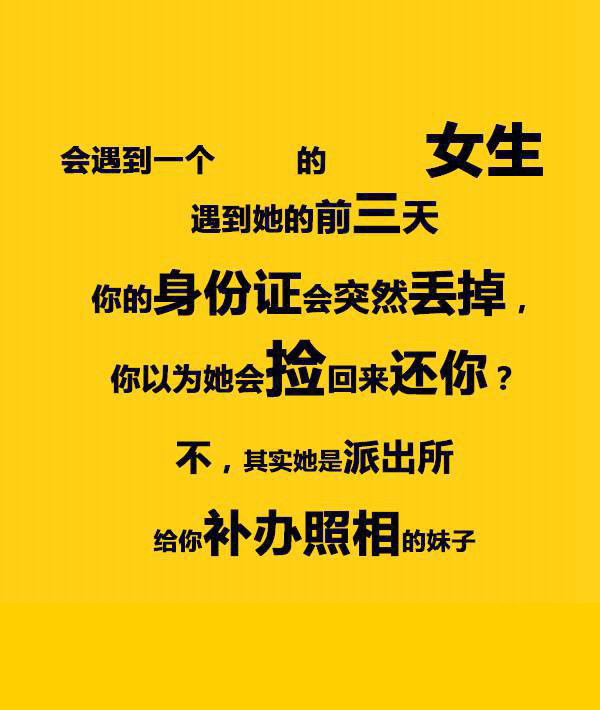 会遇到一个 的 女生
遇到她的前三天
你的身份证会突然丢掉，
你以为她会捡回来还你？
不，其实她是派出所
给你补办照相的妹子